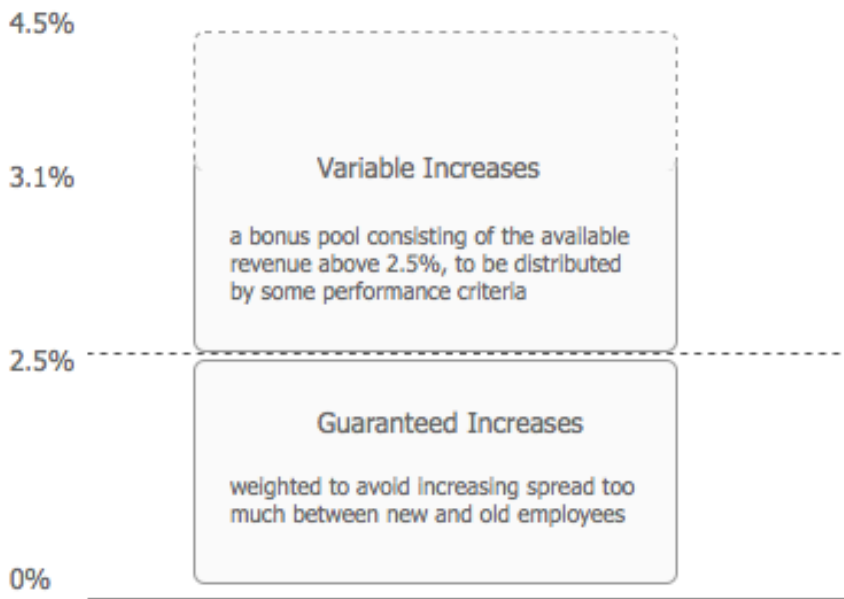 4.5%
Variable Increases
3.1%
a bonus pool consisting of the available
revenue above 2.5%, to be distributed
by some performance criteria
2.5%
Guaranteed Increases
weighted to avoid increasing spread too
much between new and old employees
0%